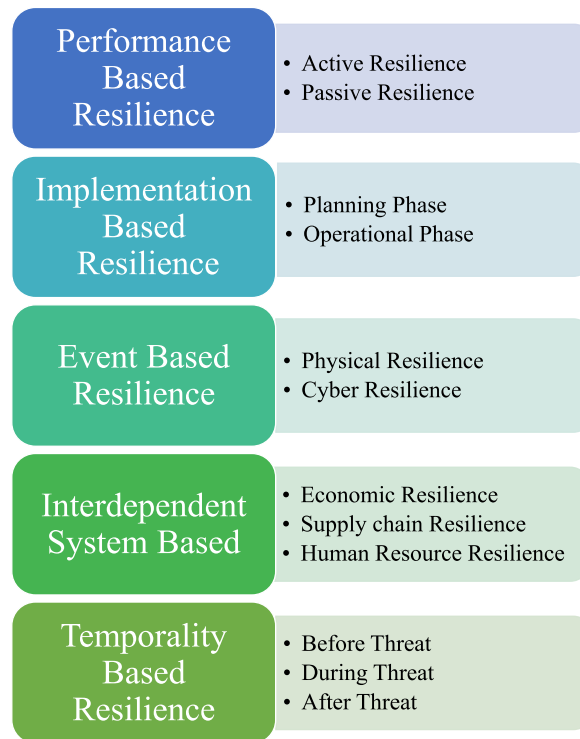 Performance
Based
Resilience
• Active Resilience
• Passive Resilience
Implementation
Based
Resilience
• Planning Phase
• Operational Phase
Event Based
Resilience
• Physical Resilience
• Cyber Resilience
Interdependent
System Based
• Economic Resilience
• Supply chain Resilience
• Human Resource Resilience
Temporality
Based
Resilience
• Before Threat
• During Threat
• After Threat